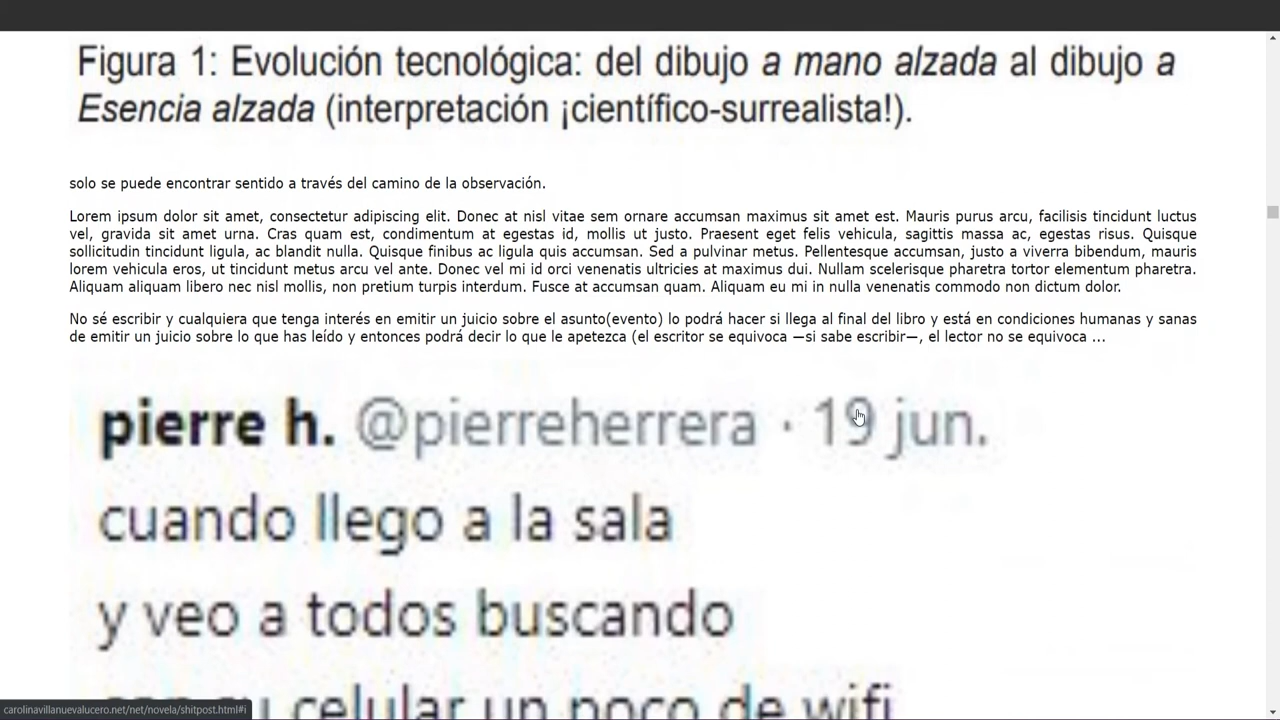 Figura 1: Evolución tecnológica: del dibujo a mano alzada al dibujo a
Esencia alzada (interpretación ¡científico-surrealista!).
solo se puede encontrar sentido a través del camino de la observación.
Lorem ipsum dolor sit amet, consectetur adipiscing elit. Donec at nisl vitae sem ornare accumsan maximus sit amet est. Mauris purus arcu, facilisis tincidunt luctus
vel, gravida sit amet urna. Cras quam est, condimentum at egestas id, mollis ut justo. Praesent eget felis vehicula, sagittis massa ac, egestas risus. Quisque
sollicitudin tincidunt ligula, ac blandit nulla. Quisque finibus ac ligula quis accumsan. Sed a pulvinar metus. Pellentesque accumsan, justo a viverra bibendum, mauris
lorem vehicula eros, ut tincidunt metus arcu vel ante. Donec vel mi id orci venenatis ultricies at maximus dui. Nullam scelerisque pharetra tortor elementum pharetra.
Aliquam aliquam libero nec nisl mollis, non pretium turpis interdum. Fusce at accumsan quam. Aliquam eu mi in nulla venenatis commodo non dictum dolor.
No sé escribir y cualquiera que tenga interés en emitir un juicio sobre el asunto(evento) lo podrá hacer si llega al final del libro y está en condiciones humanas y sanas
de emitir un juicio sobre lo que has leído y entonces podrá decir lo que le apetezca (el escritor se equivoca —si sabe escribir—, el lector no se equivoca ...
pierre h. @pierreherrera · 19 jun.
cuando llego a la sala
y veo a todos buscando
con su celular un poco de wifi
carolinavillanuevalucero.net/net/novela/shitpost.html#i